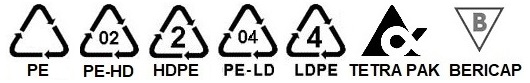 02 2 04 4 B
PE PE-HD HDPE PE-LD LDPE TETRA PAK BERICAP